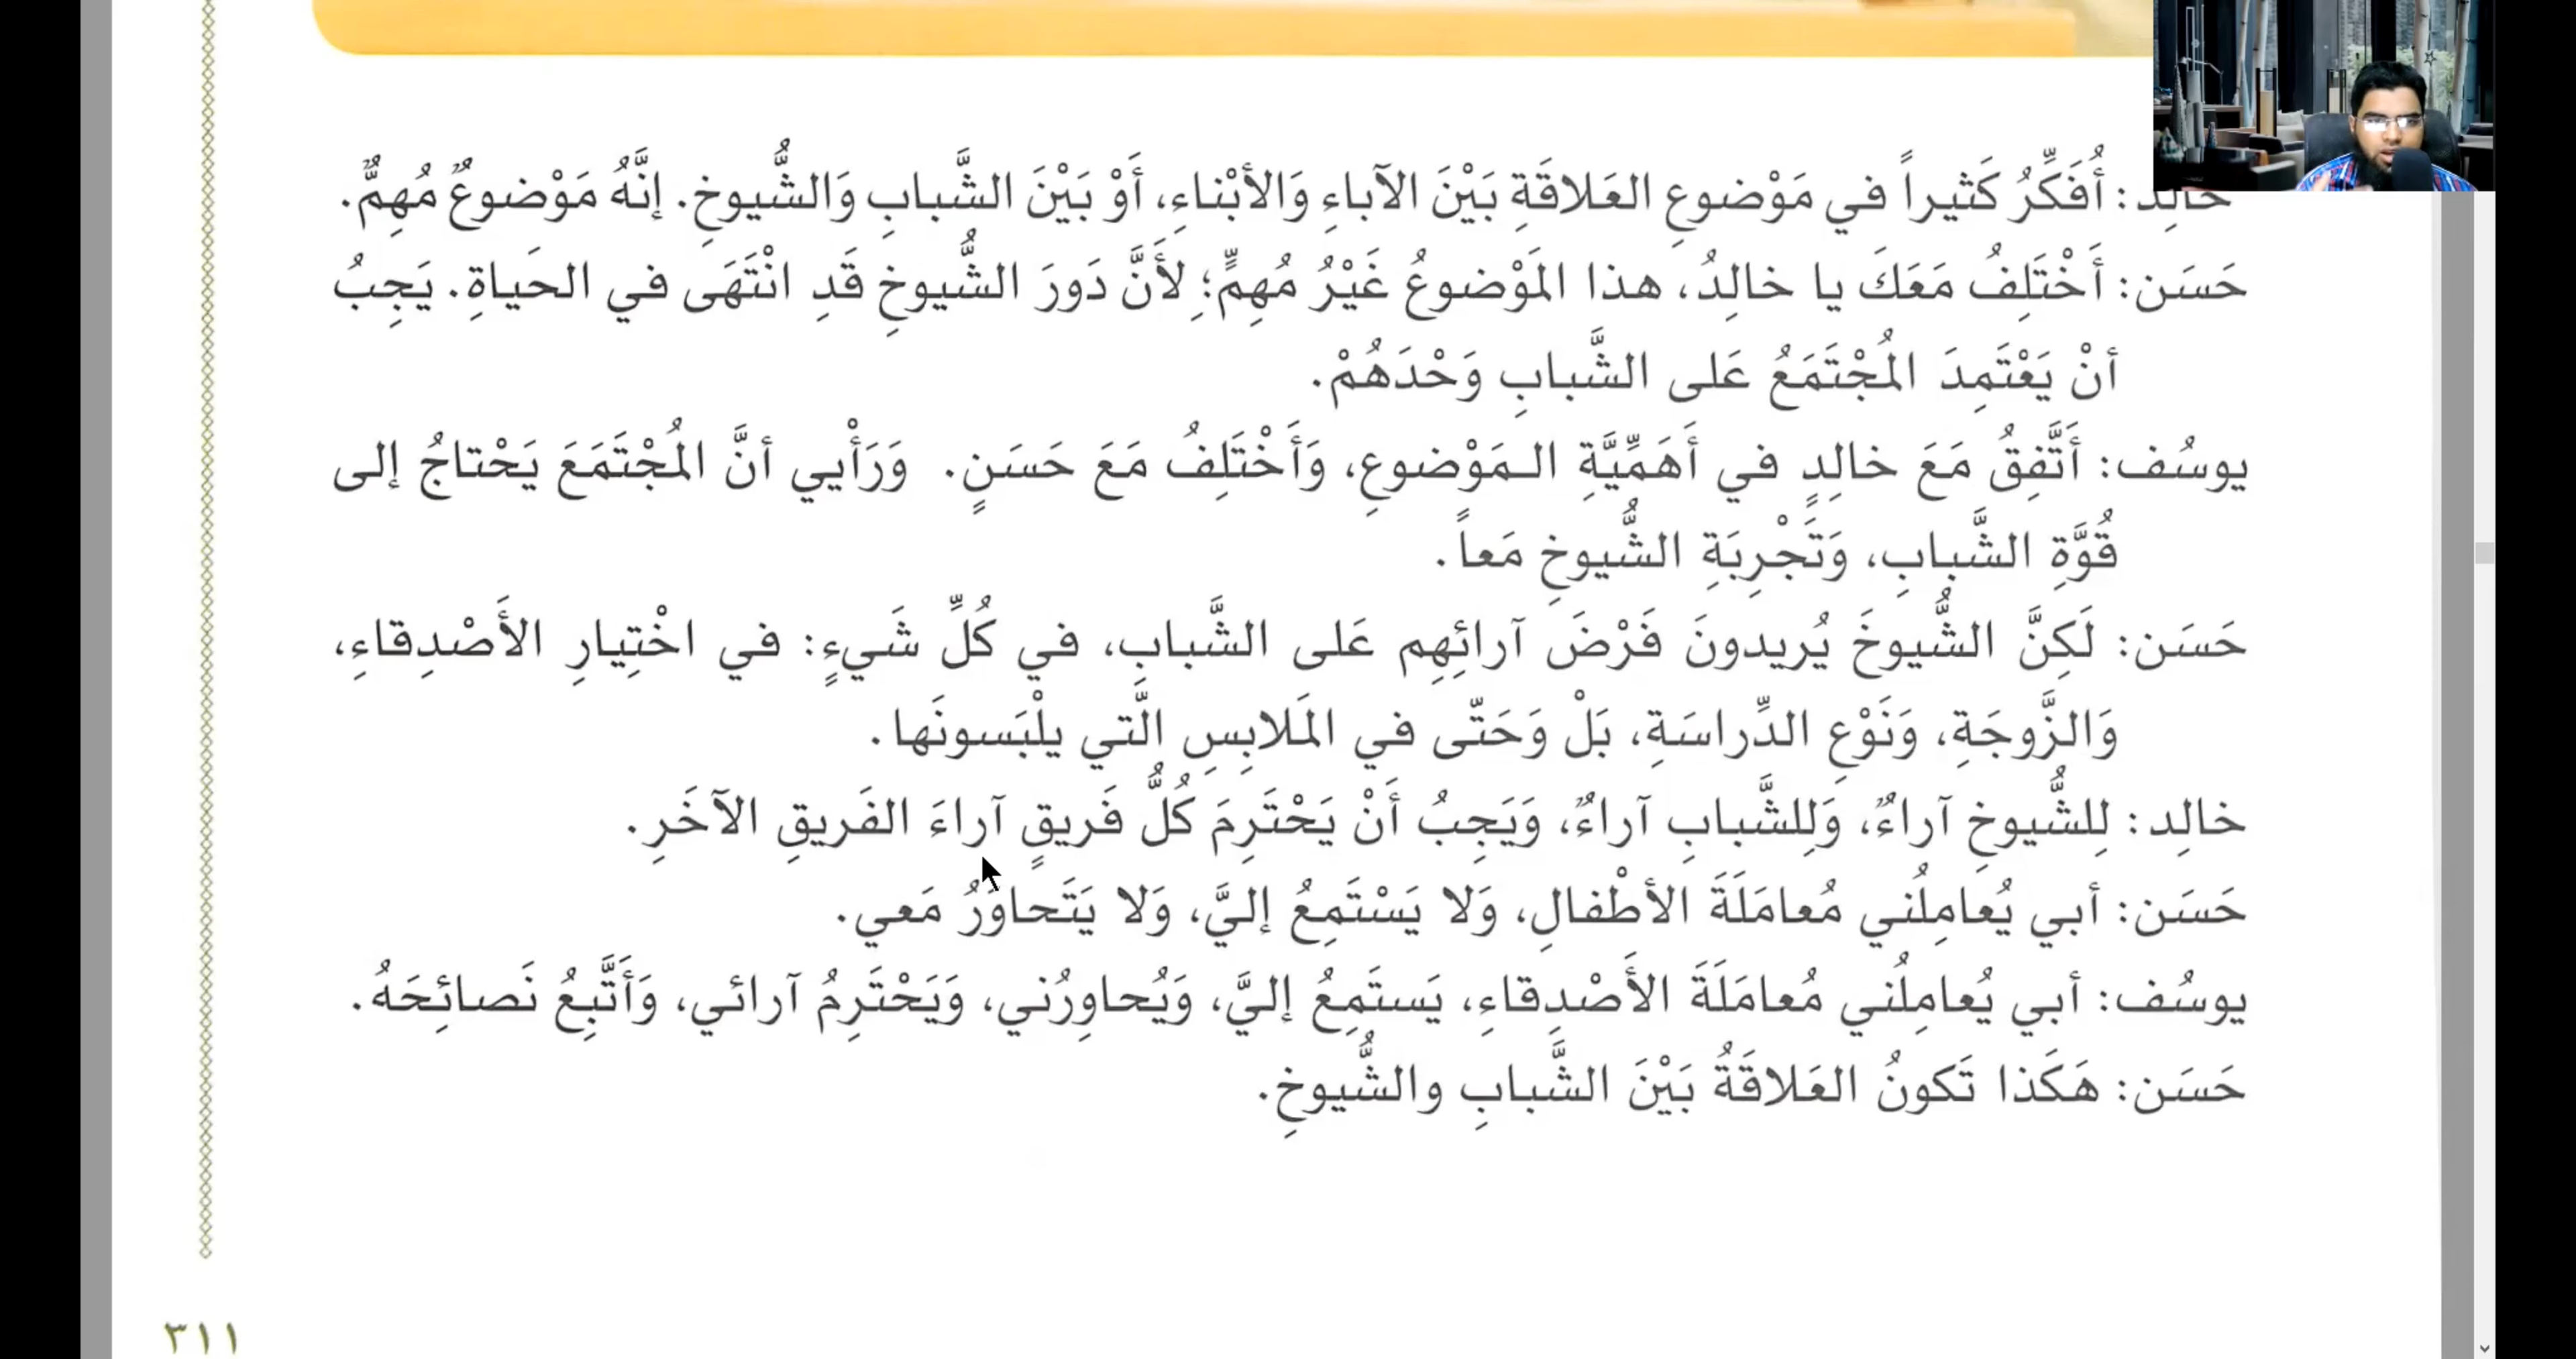 خالِد: أُفَكِّرُ كَثيراً في مَوْضوعِ العَلاقَةِ بَيْنَ الآباءِ وَالأَبْناءِ، أَوْ بَيْنَ الشَّبابِ وَالشُّيوخِ. إنَّهُ مَوْضوعٌ مُهِمٌّ.
حَسَن: أَخْتَلِفُ مَعَكَ يا خالِدُ، هذا المَوْضوعُ غَيْرُ مُهِمٍّ؛ لِأَنَّ دَورَ الشُّيوخِ قَدِ انْتَهَى في الحَياةِ. يَجِبُ
أنْ يَعْتَمِدَ المُجْتَمَعُ عَلى الشَّبابِ وَحْدَهُمْ.
يوسُف: أَتَّفِقُ مَعَ خالِدٍ في أَهَمِّيَّةِ الـمَوْضوعِ، وَأَخْتَلِفُ مَعَ حَسَنٍ. وَرَأْيي أنَّ المُجْتَمَعَ يَحْتاجُ إلى
قُوَّةِ الشَّبابِ، وَتَجْرِبَةِ الشُّيوخِ مَعاً.
حَسَن: لَكِنَّ الشُّيوخَ يُريدونَ فَرْضَ آرائِهِم عَلى الشَّبابِ، في كُلِّ شَيءٍ: في اخْتِيارِ الأَصْدِقاءِ،
وَالزَّوجَةِ، وَنَوْعِ الدِّراسَةِ، بَلْ وَحَتّى في المَلابِسِ الّتي يلْبَسونَها.
خالِد: لِلشُّيوخِ آراءٌ، وَلِلشَّبابِ آراءٌ، وَيَجِبُ أَنْ يَحْتَرِمَ كُلُّ فَريقٍ آراءَ الفَريقِ الآخَرِ.
حَسَن: أبي يُعامِلُني مُعامَلَةَ الأطْفالِ، وَلا يَسْتَمِعُ إليَّ، وَلا يَتَحاوَرُ مَعي.
يوسُف: أبي يُعامِلُني مُعامَلَةَ الأَصْدِقاءِ، يَستَمِعُ إليَّ، وَيُحاوِرُني، وَيَحْتَرِمُ آرائي، وَأَتَّبِعُ نَصائِحَهُ.
حَسَن: هَكَذا تَكونُ العَلاقَةُ بَيْنَ الشَّبابِ والشُّيوخِ.
٣١١